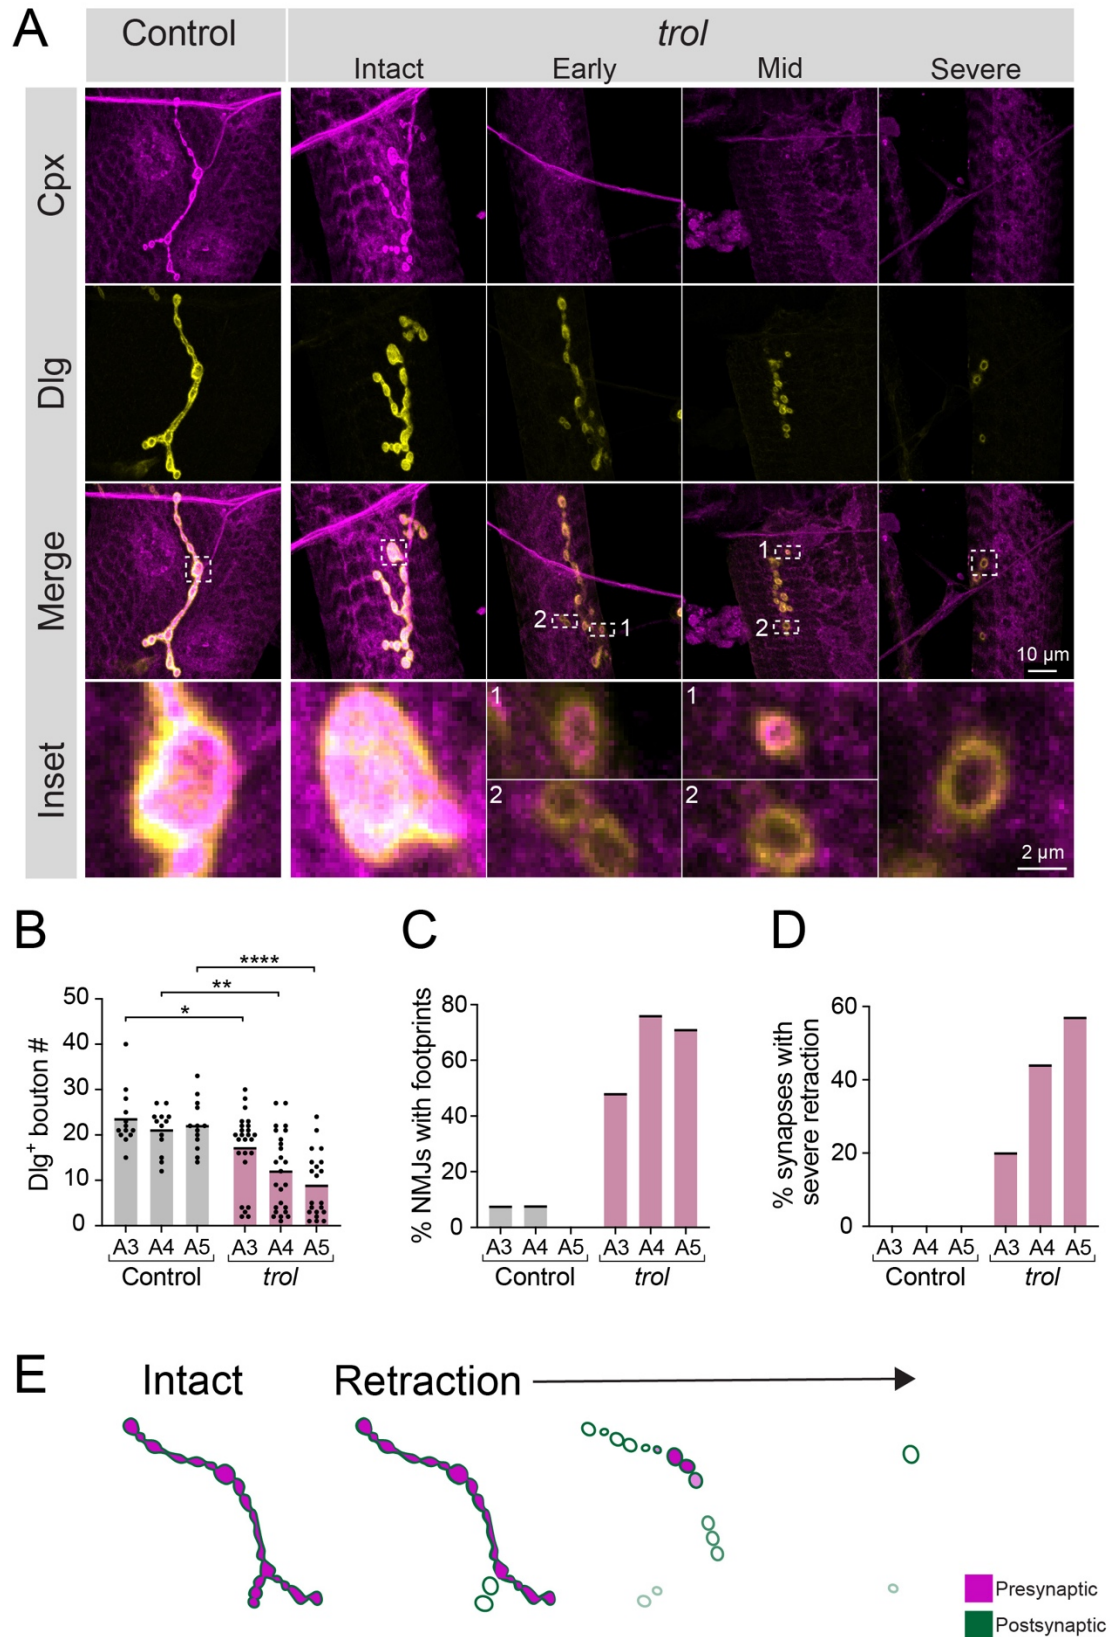 A
Control
trol
Intact
Early
Mid
Severe
Cpx
Dlg
Merge
2
1
1
2
10 μm
Inset
1
2
1
2
2 μm
B
Dlg+ bouton #
50
40
30
20
10
0
*
**
****
A3 A4 A5 A3 A4 A5
Control trol
C
% NMJs with footprints
80
60
40
20
0
A3 A4 A5 A3 A4 A5
Control trol
D
% synapses with
severe retraction
60
40
20
0
A3 A4 A5 A3 A4 A5
Control trol
E
Intact
Retraction
Presynaptic
Postsynaptic